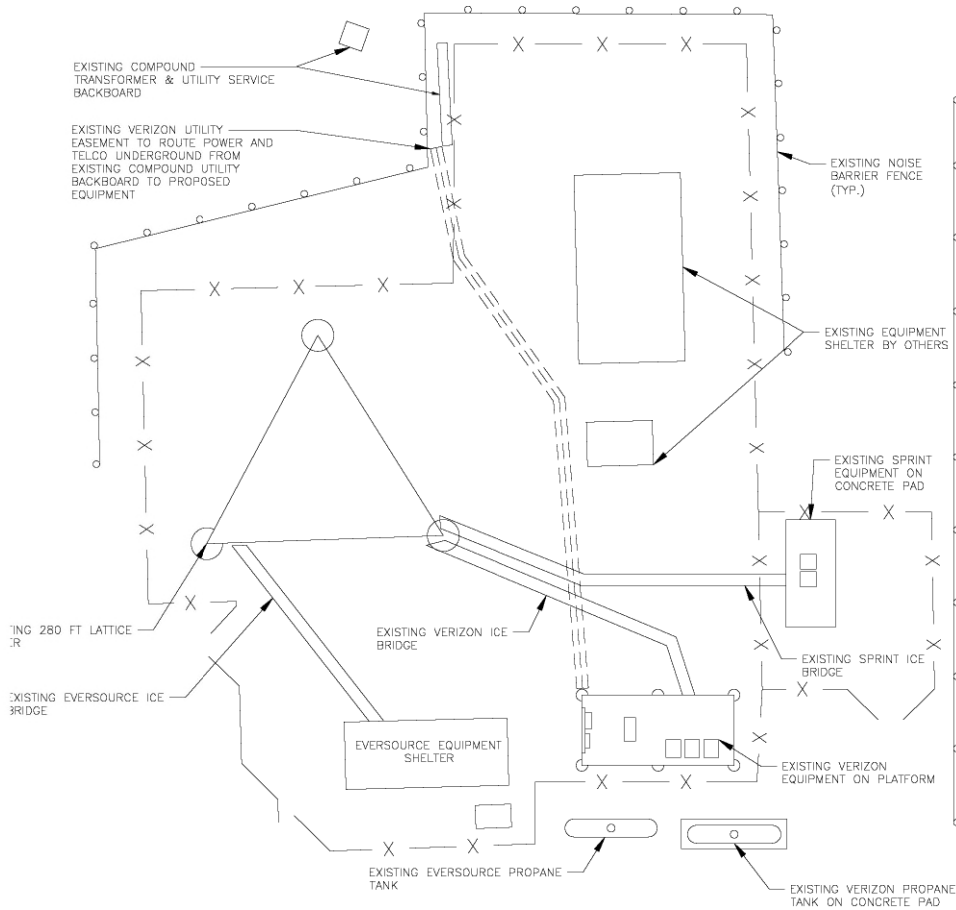 EXISTING COMPOUND
TRANSFORMER & UTILITY SERVICE
BACKBOARD
EXISTING VERIZON UTILITY
EASEMENT TO ROUTE POWER AND
TELCO UNDERGROUND FROM
EXISTING COMPOUND UTILITY
BACKBOARD TO PROPOSED
EQUIPMENT
EXISTING NOISE
BARRIER FENCE
(TYP.)
EXISTING EQUIPMENT
SHELTER BY OTHERS
EXISTING SPRINT
EQUIPMENT ON
CONCRETE PAD
TING 280 FT LATTICE
ER
EXISTING VERIZON ICE
BRIDGE
EXISTING SPRINT ICE
BRIDGE
EXISTING EVERSOURCE ICE
BRIDGE
EVERSOURCE EQUIPMENT
SHELTER
EXISTING VERIZON
EQUIPMENT ON PLATFORM
EXISTING EVERSOURCE PROPANE
TANK
EXISTING VERIZON PROPANE
TANK ON CONCRETE PAD